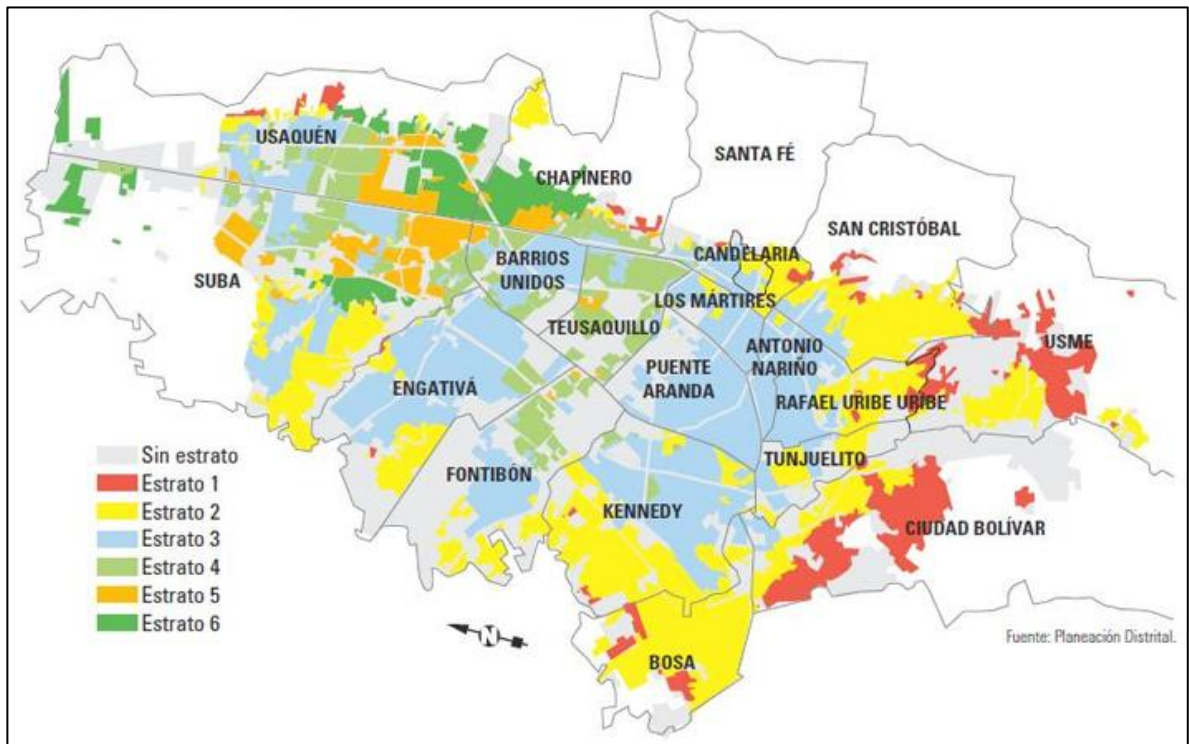 USAQUÉN
SANTA FÉ
CHAPINERO
SAN CRISTÓBAL
CANDELARIA
BARRIOS
UNIDOS
SUBA
LOS MÁRTIRES
TEUSAQUILLO
ANTONIO
NARIÑO
USME
PUENTE
ARANDA
ENGATIVÁ
RAFAEL URIBE URÍBE
TUNJUELITO
FONTIBÓN
KENNEDY
CIUDAD BOLÍVAR
BOSA
Sin estrato
Estrato 1
Estrato 2
Estrato 3
Estrato 4
Estrato 5
Estrato 6
N
Fuente: Planeación Distrital.